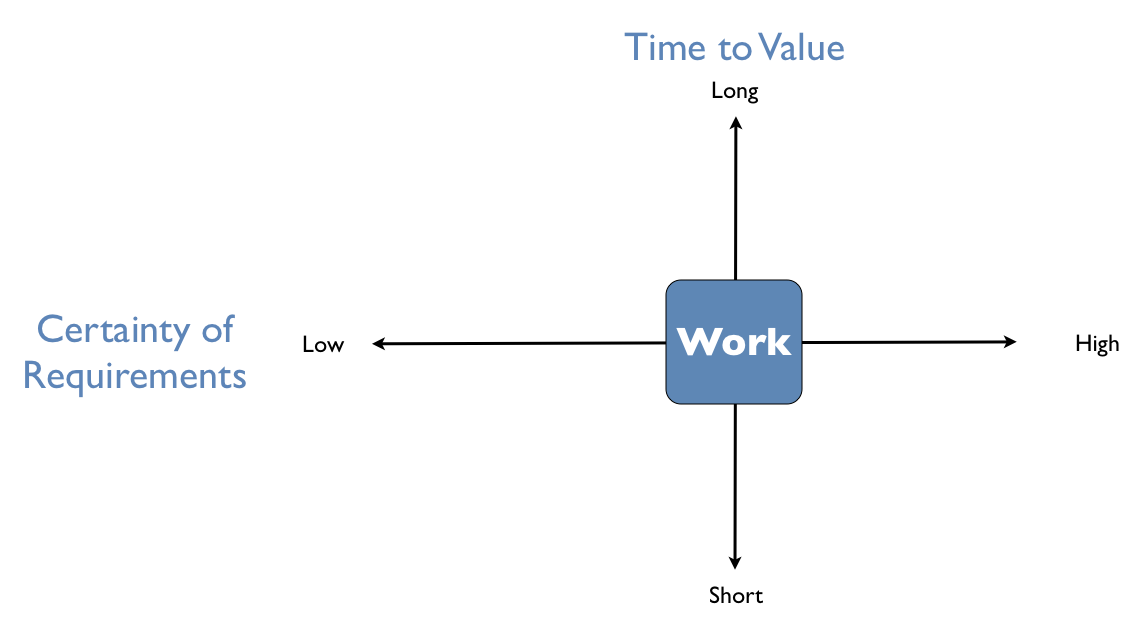 Time to Value
Long
Certainty of
Requirements
Low
Work
High
Short